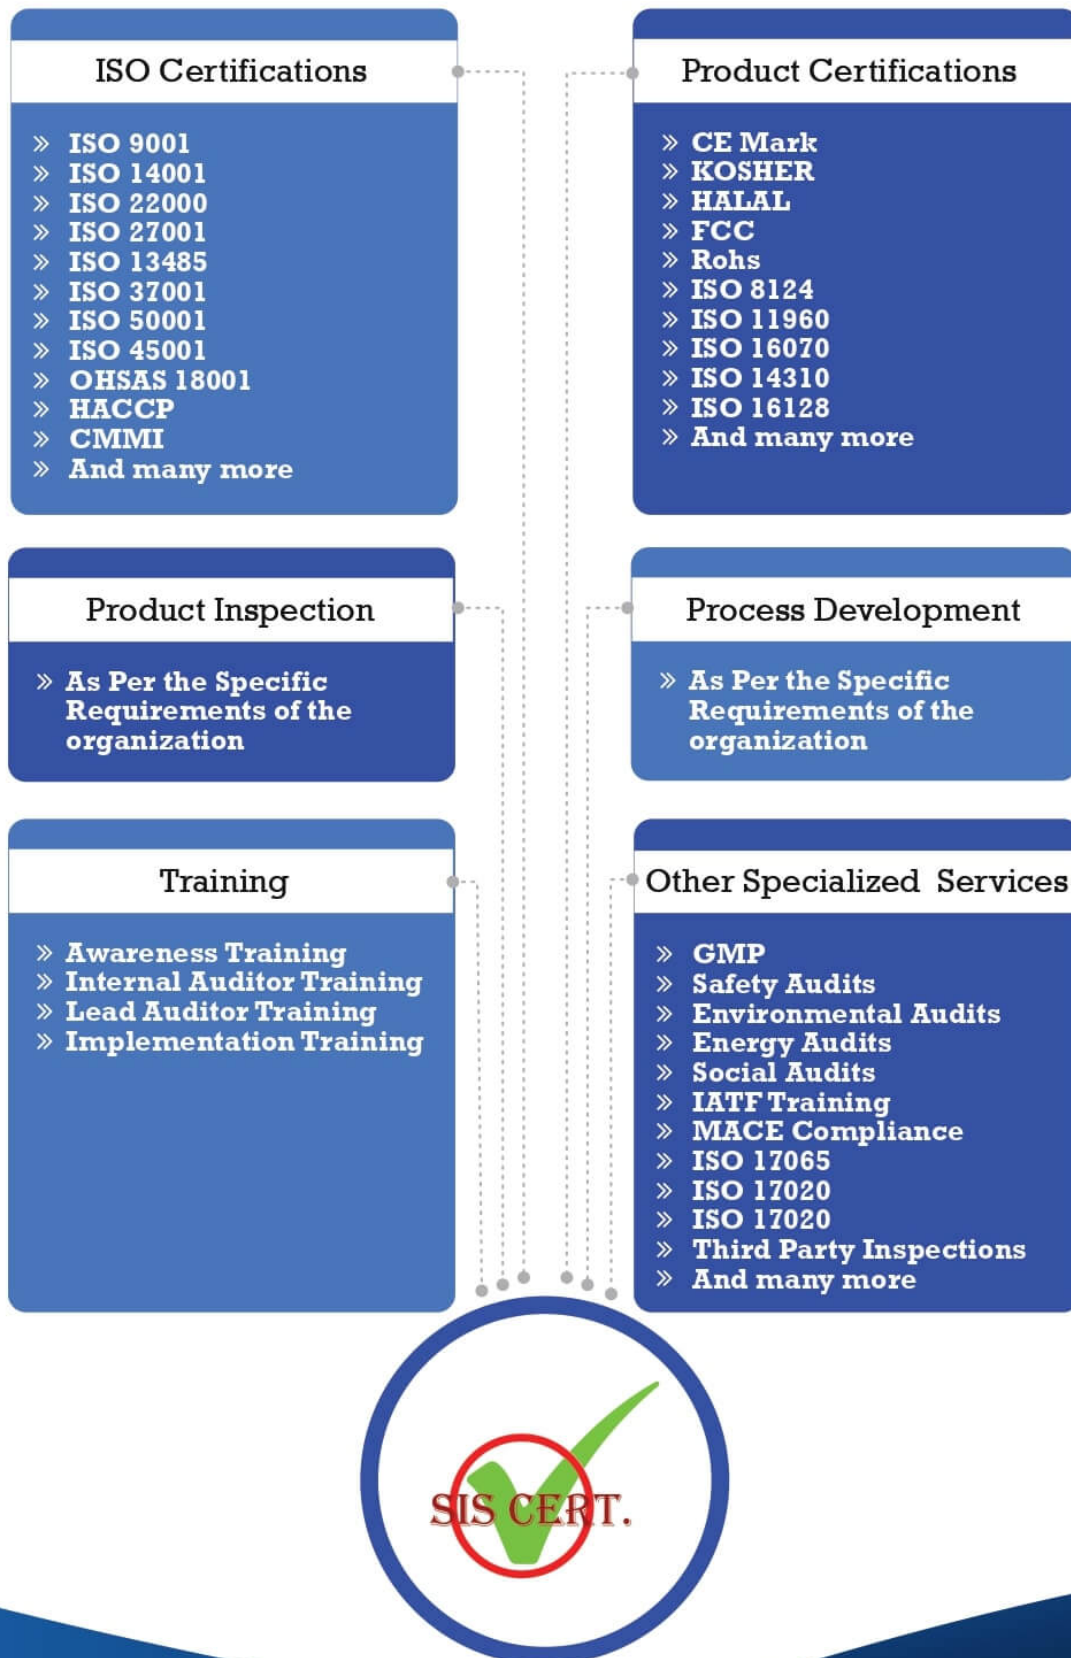 ISO Certifications
» ISO 9001
» ISO 14001
» ISO 22000
» ISO 27001
» ISO 13485
» ISO 37001
» ISO 50001
» ISO 45001
» OHSAS 18001
» HACCP
» CMMI
» And many more
Product Certifications
» CE Mark
» KOSHER
» HALAL
» FCC
» Rohs
» ISO 8124
» ISO 11960
» ISO 16070
» ISO 14310
» ISO 16128
» And many more
Product Inspection
» As Per the Specific
Requirements of the
organization
Process Development
» As Per the Specific
Requirements of the
organization
Training
» Awareness Training
» Internal Auditor Training
» Lead Auditor Training
» Implementation Training
Other Specialized Services
» GMP
» Safety Audits
» Environmental Audits
» Energy Audits
» Social Audits
» IATF Training
» MACE Compliance
» ISO 17065
» ISO 17020
» ISO 17020
» Third Party Inspections
» And many more
SIS CERT.